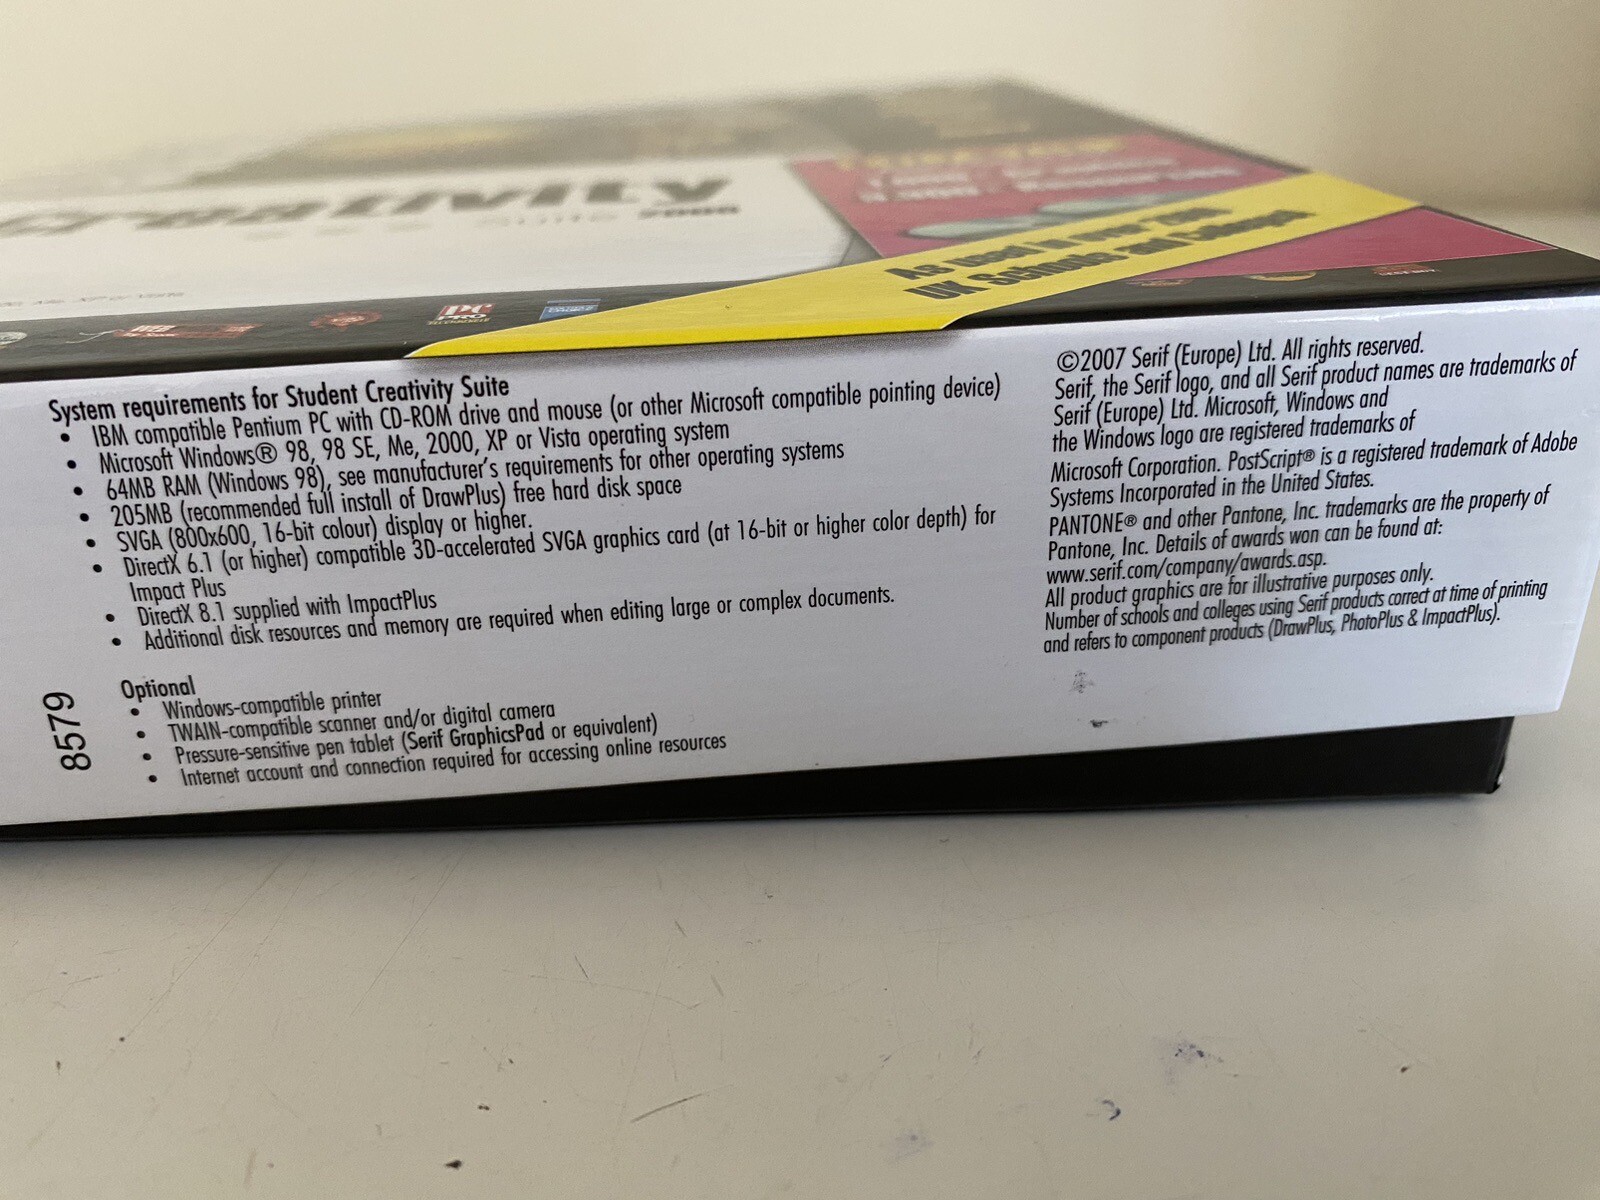 Creativity
Suite
As used in over
UK Schools and Colleges*
PC
PRO
System requirements for Student Creativity Suite
• IBM compatible Pentium PC with CD-ROM drive and mouse (or other Microsoft compatible pointing device)
• Microsoft Windows® 98, 98 SE, Me, 2000, XP or Vista operating system
• 64MB RAM (Windows 98), see manufacturer's requirements for other operating systems
• 205MB (recommended full install of DrawPlus) free hard disk space
• SVGA (800x600, 16-bit colour) display or higher.
• DirectX 6.1 (or higher) compatible 3D-accelerated SVGA graphics card (at 16-bit or higher color depth) for
Impact Plus
• DirectX 8.1 supplied with ImpactPlus
• Additional disk resources and memory are required when editing large or complex documents.
Optional
• Windows-compatible printer
• TWAIN-compatible scanner and/or digital camera
• Pressure-sensitive pen tablet (Serif GraphicsPad or equivalent)
• Internet account and connection required for accessing online resources
8579
©2007 Serif (Europe) Ltd. All rights reserved.
Serif, the Serif logo, and all Serif product names are trademarks of
Serif (Europe) Ltd. Microsoft, Windows and
the Windows logo are registered trademarks of
Microsoft Corporation. PostScript® is a registered trademark of Adobe
Systems Incorporated in the United States.
PANTONE® and other Pantone, Inc. trademarks are the property of
Pantone, Inc. Details of awards won can be found at:
www.serif.com/company/awards.asp.
All product graphics are for illustrative purposes only.
Number of schools and colleges using Serif products correct at time of printing
and refers to component products (DrawPlus, PhotoPlus & ImpactPlus).